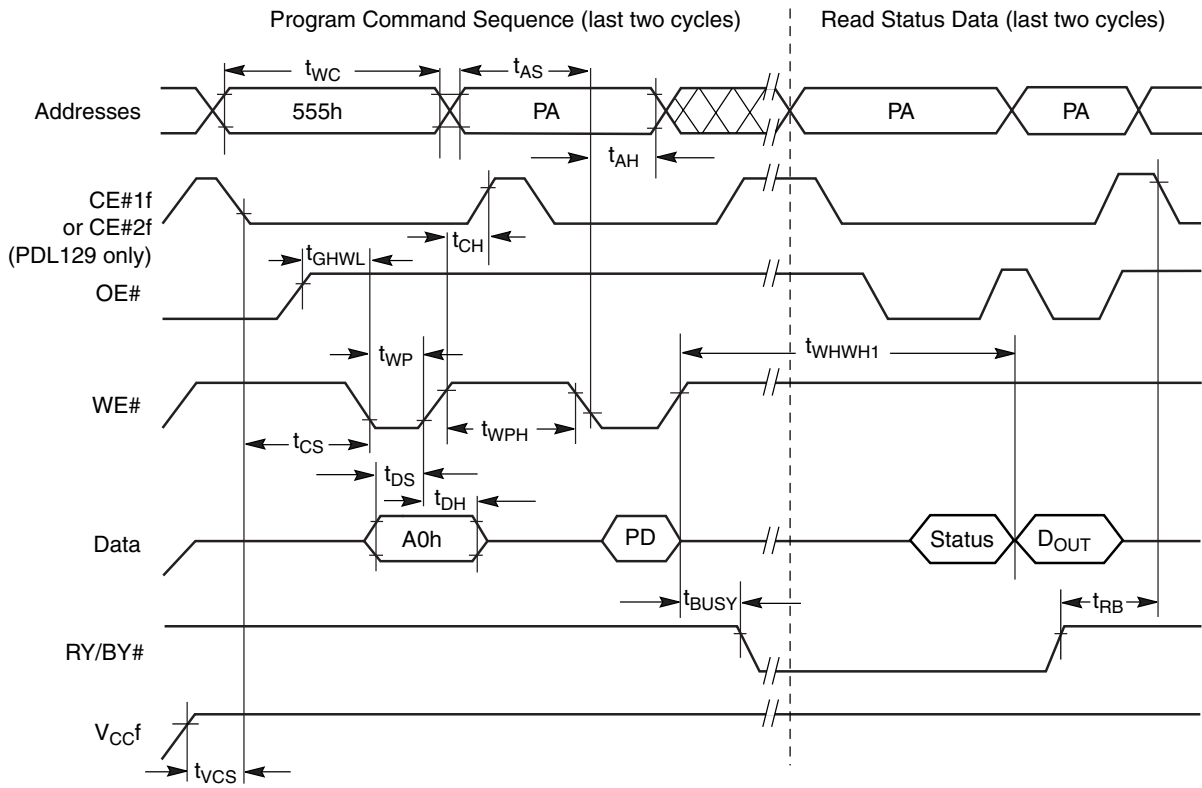 Program Command Sequence (last two cycles)
Read Status Data (last two cycles)
tWC
tAS
Addresses
555h
PA
PA
PA
tAH
CE#1f
or CE#2f
(PDL129 only)
tCH
tGHWL
OE#
tWP
tWHWH1
WE#
tCS
tWPH
tDS
tDH
Data
A0h
PD
Status
DOUT
tBUSY
tRB
RY/BY#
VCCf
tVCS